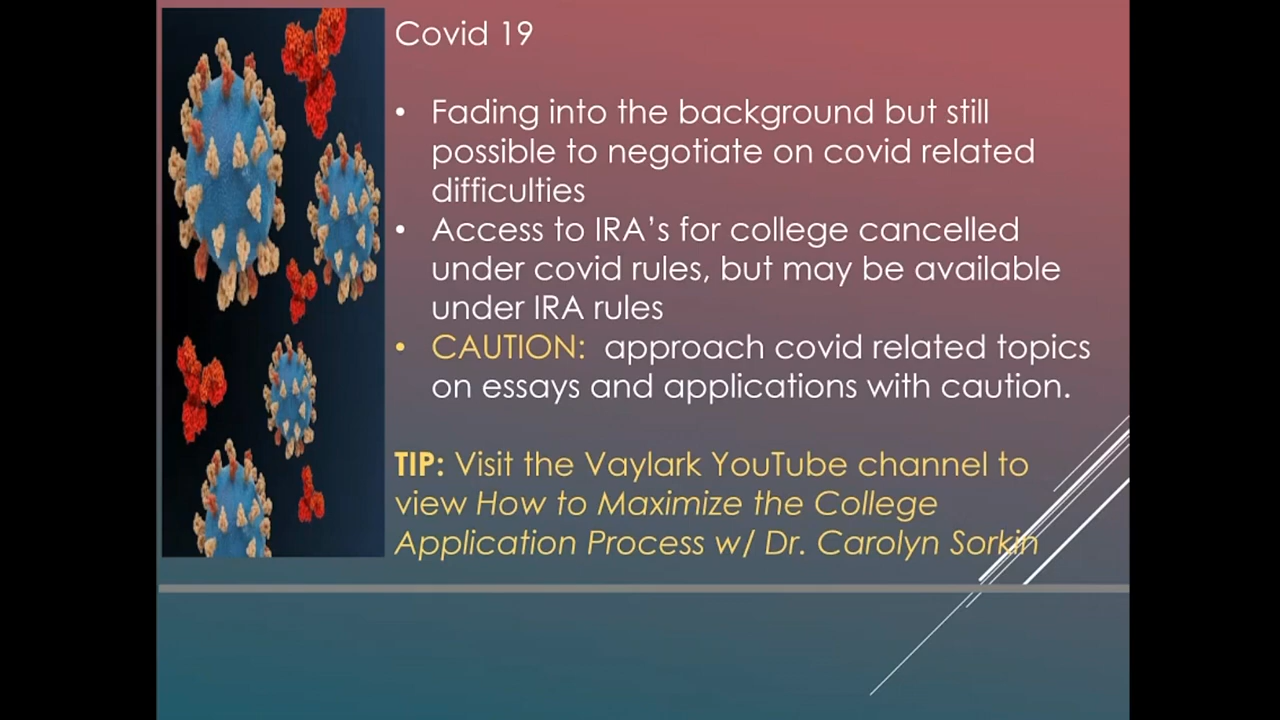 Covid 19
• Fading into the background but still
possible to negotiate on covid related
difficulties
• Access to IRA's for college cancelled
under covid rules, but may be available
under IRA rules
• CAUTION: approach covid related topics
on essays and applications with caution.
TIP: Visit the Vaylark YouTube channel to
view How to Maximize the College
Application Process w/ Dr. Carolyn Sorkin